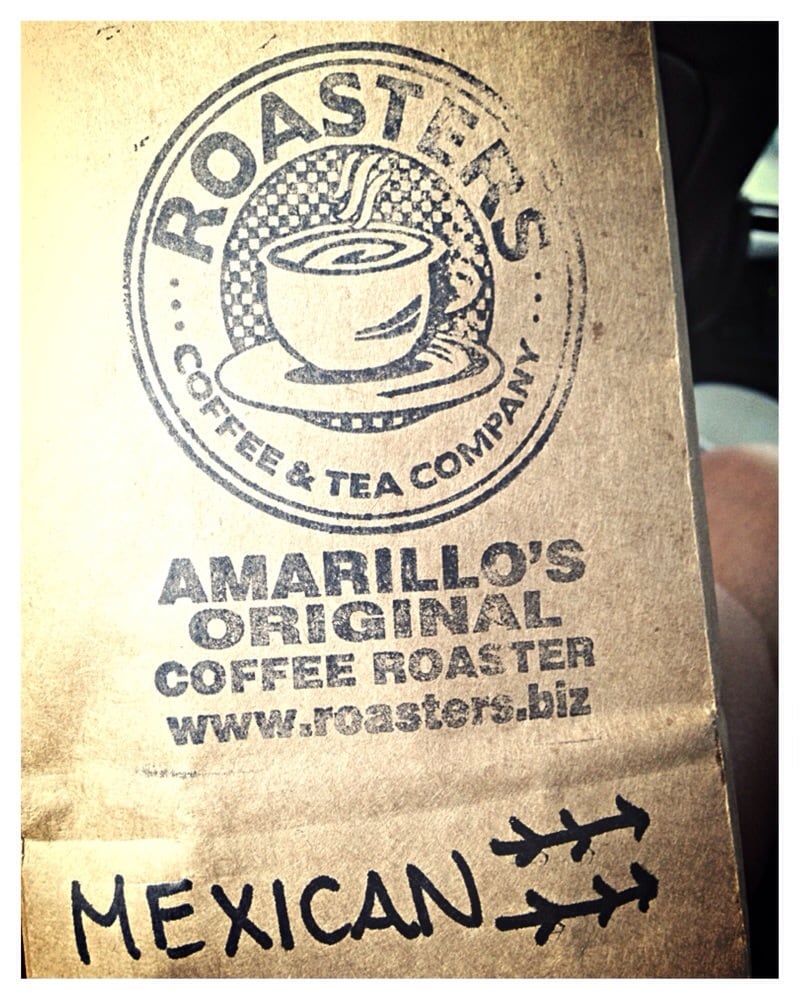 ROASTERS
COFFEE & TEA COMPANY
AMARILLO'S
ORIGINAL
COFFEE ROASTER
www.roasters.biz
MEXICAN